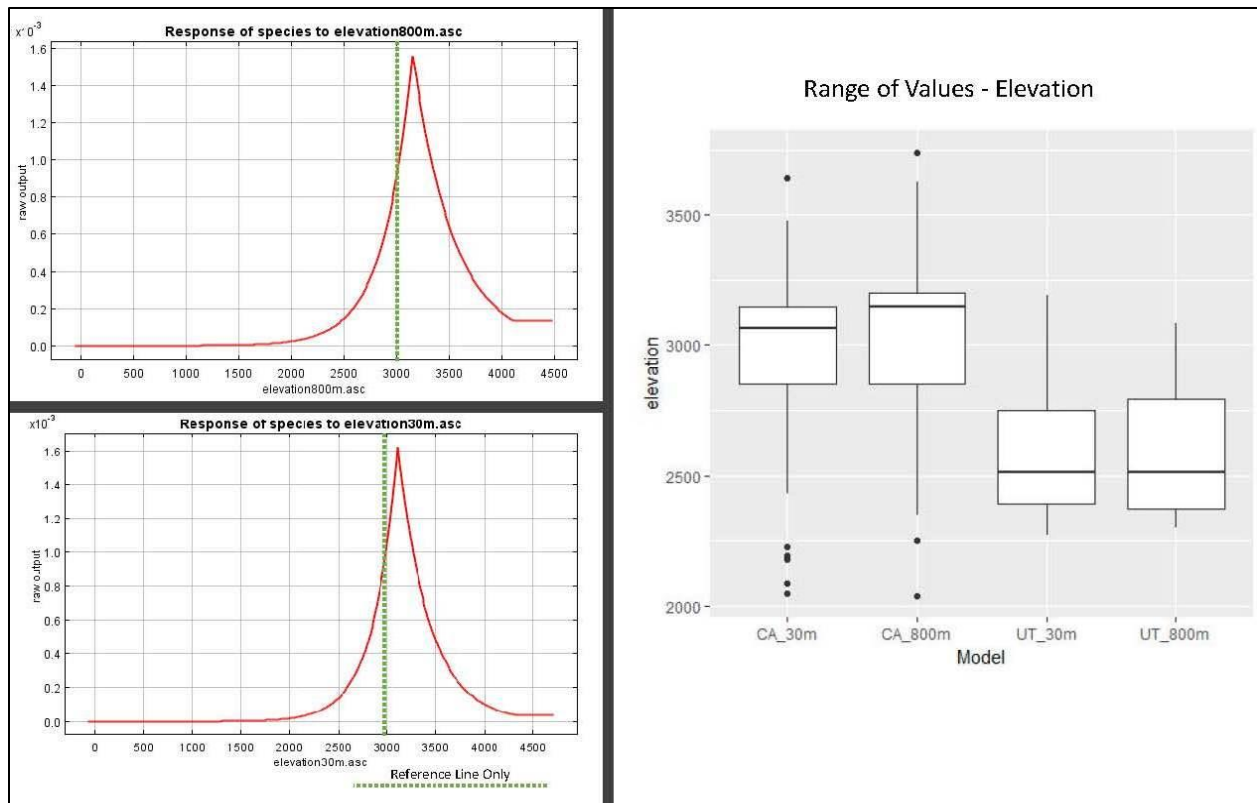 x 10⁻³
Response of species to elevation800m.asc
1.6
1.4
1.2
1.0
0.8
0.6
0.4
0.2
0.0
raw output
0 500 1000 1500 2000 2500 3000 3500 4000 4500
elevation800m.asc
x10⁻³
Response of species to elevation30m.asc
1.6
1.4
1.2
1.0
0.8
0.6
0.4
0.2
0.0
raw output
0 500 1000 1500 2000 2500 3000 3500 4000 4500
elevation30m.asc
Reference Line Only
Range of Values - Elevation
3500
3000
2500
2000
elevation
CA_30m CA_800m UT_30m UT_800m
Model